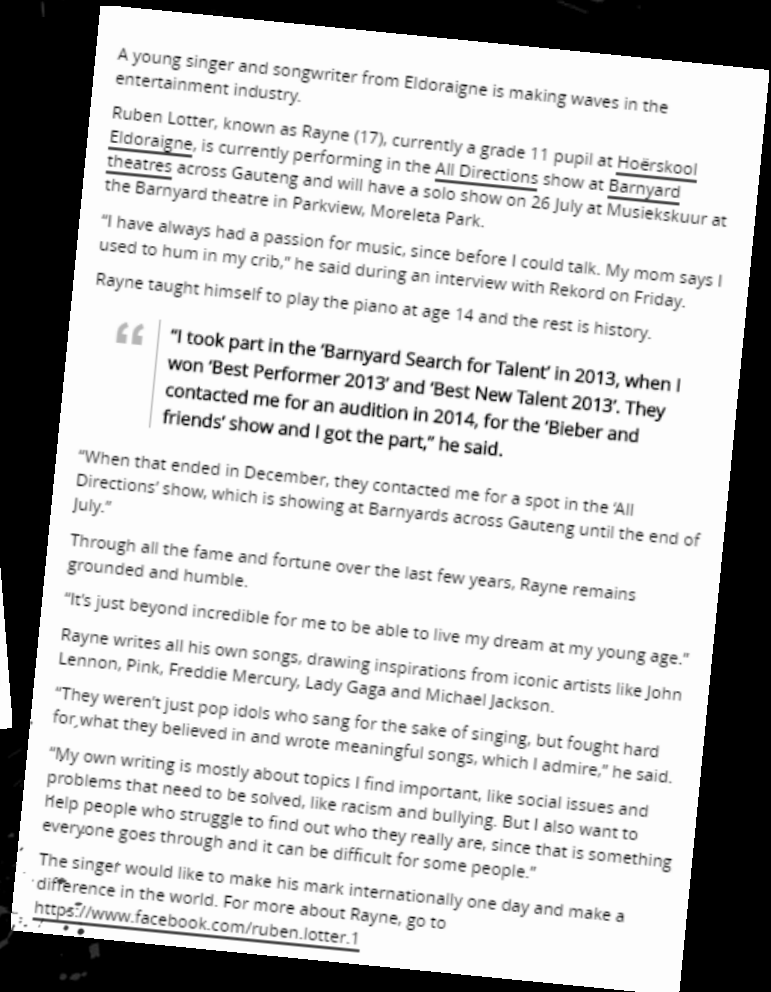 A young singer and songwriter from Eldoraigne is making waves in the
entertainment industry.
Ruben Lotter, known as Rayne (17), currently a grade 11 pupil at Hoërskool
Eldoraigne, is currently performing in the All Directions show at Barnyard
theatres across Gauteng and will have a solo show on 26 July at Musiekskuur at
the Barnyard theatre in Parkview, Moreleta Park.
“I have always had a passion for music, since before I could talk. My mom says I
used to hum in my crib,” he said during an interview with Rekord on Friday.
Rayne taught himself to play the piano at age 14 and the rest is history.
“
“I took part in the ‘Barnyard Search for Talent’ in 2013, when I
won ‘Best Performer 2013’ and ‘Best New Talent 2013’. They
contacted me for an audition in 2014, for the ‘Bieber and
friends’ show and I got the part,” he said.
“When that ended in December, they contacted me for a spot in the ‘All
Directions’ show, which is showing at Barnyards across Gauteng until the end of
July.”
Through all the fame and fortune over the last few years, Rayne remains
grounded and humble.
“It’s just beyond incredible for me to be able to live my dream at my young age.”
Rayne writes all his own songs, drawing inspirations from iconic artists like John
Lennon, Pink, Freddie Mercury, Lady Gaga and Michael Jackson.
“They weren’t just pop idols who sang for the sake of singing, but fought hard
for what they believed in and wrote meaningful songs, which I admire,” he said.
“My own writing is mostly about topics I find important, like social issues and
problems that need to be solved, like racism and bullying. But I also want to
help people who struggle to find out who they really are, since that is something
everyone goes through and it can be difficult for some people.”
The singer would like to make his mark internationally one day and make a
difference in the world. For more about Rayne, go to
https://www.facebook.com/ruben.lotter.1